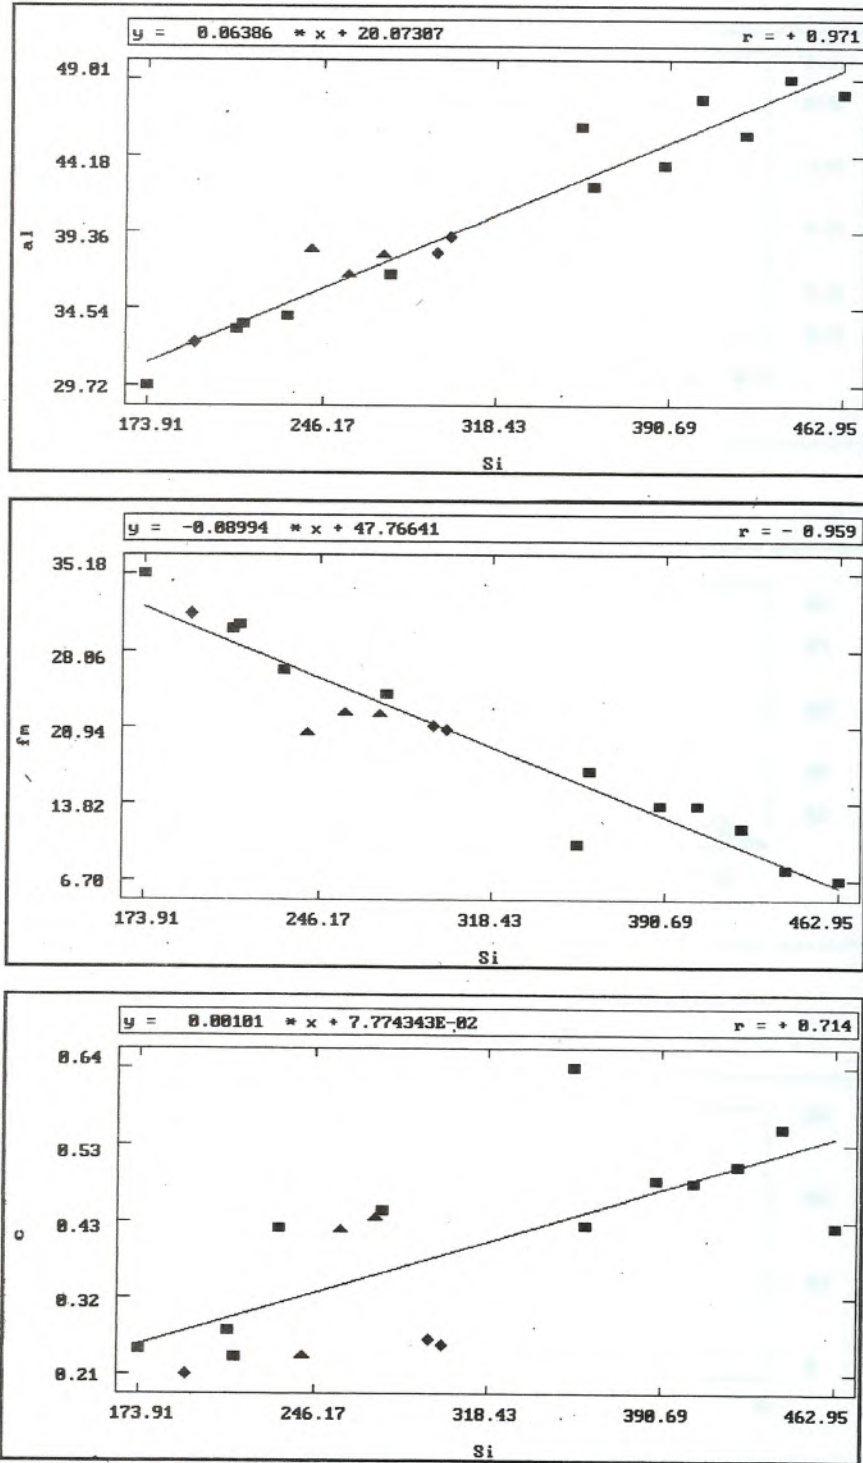 y = 0.06386 * x + 20.07307 r = + 0.971
49.01
44.18
39.36
34.54
29.72
al
173.91 246.17 318.43 390.69 462.95
Si
y = -0.08994 * x + 47.76641 r = - 0.959
35.18
28.06
20.94
13.82
6.70
fm
173.91 246.17 318.43 390.69 462.95
Si
y = 0.00101 * x + 7.774343E-02 r = + 0.714
0.64
0.53
0.43
0.32
0.21
c
173.91 246.17 318.43 390.69 462.95
Si